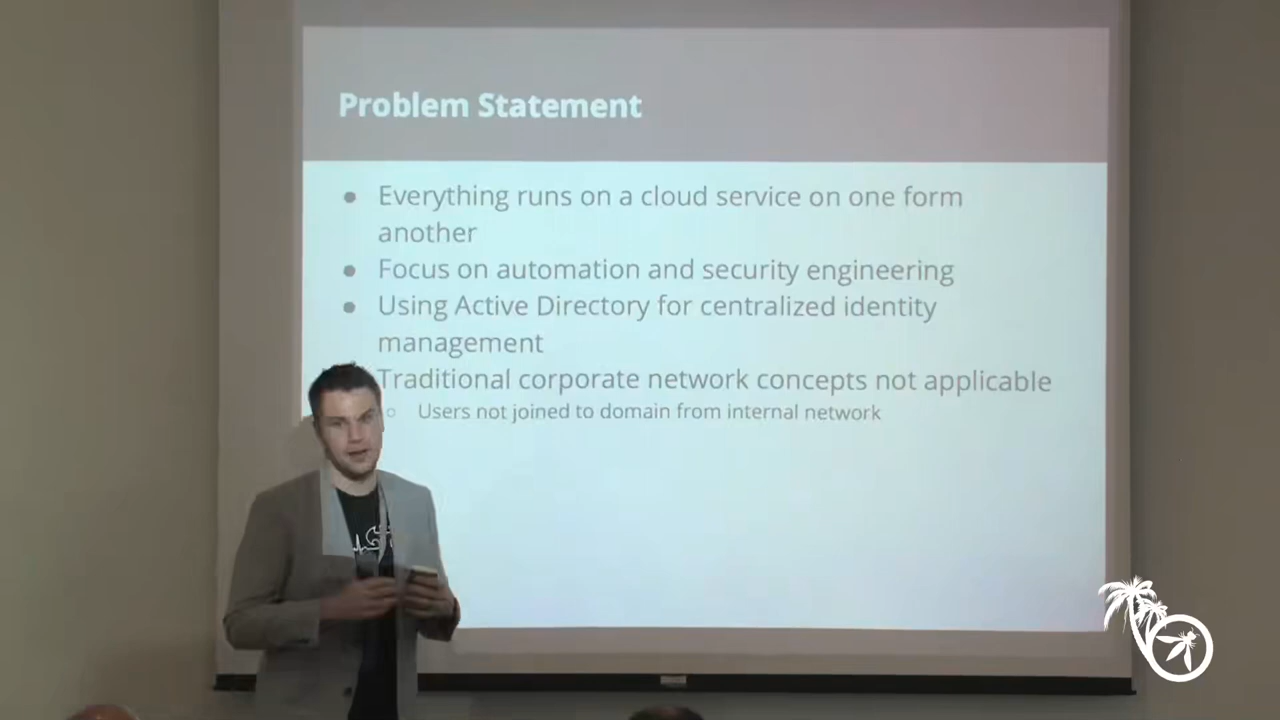 Problem Statement
● Everything runs on a cloud service on one form
another
● Focus on automation and security engineering
● Using Active Directory for centralized identity
management
Traditional corporate network concepts not applicable
○ Users not joined to domain from internal network